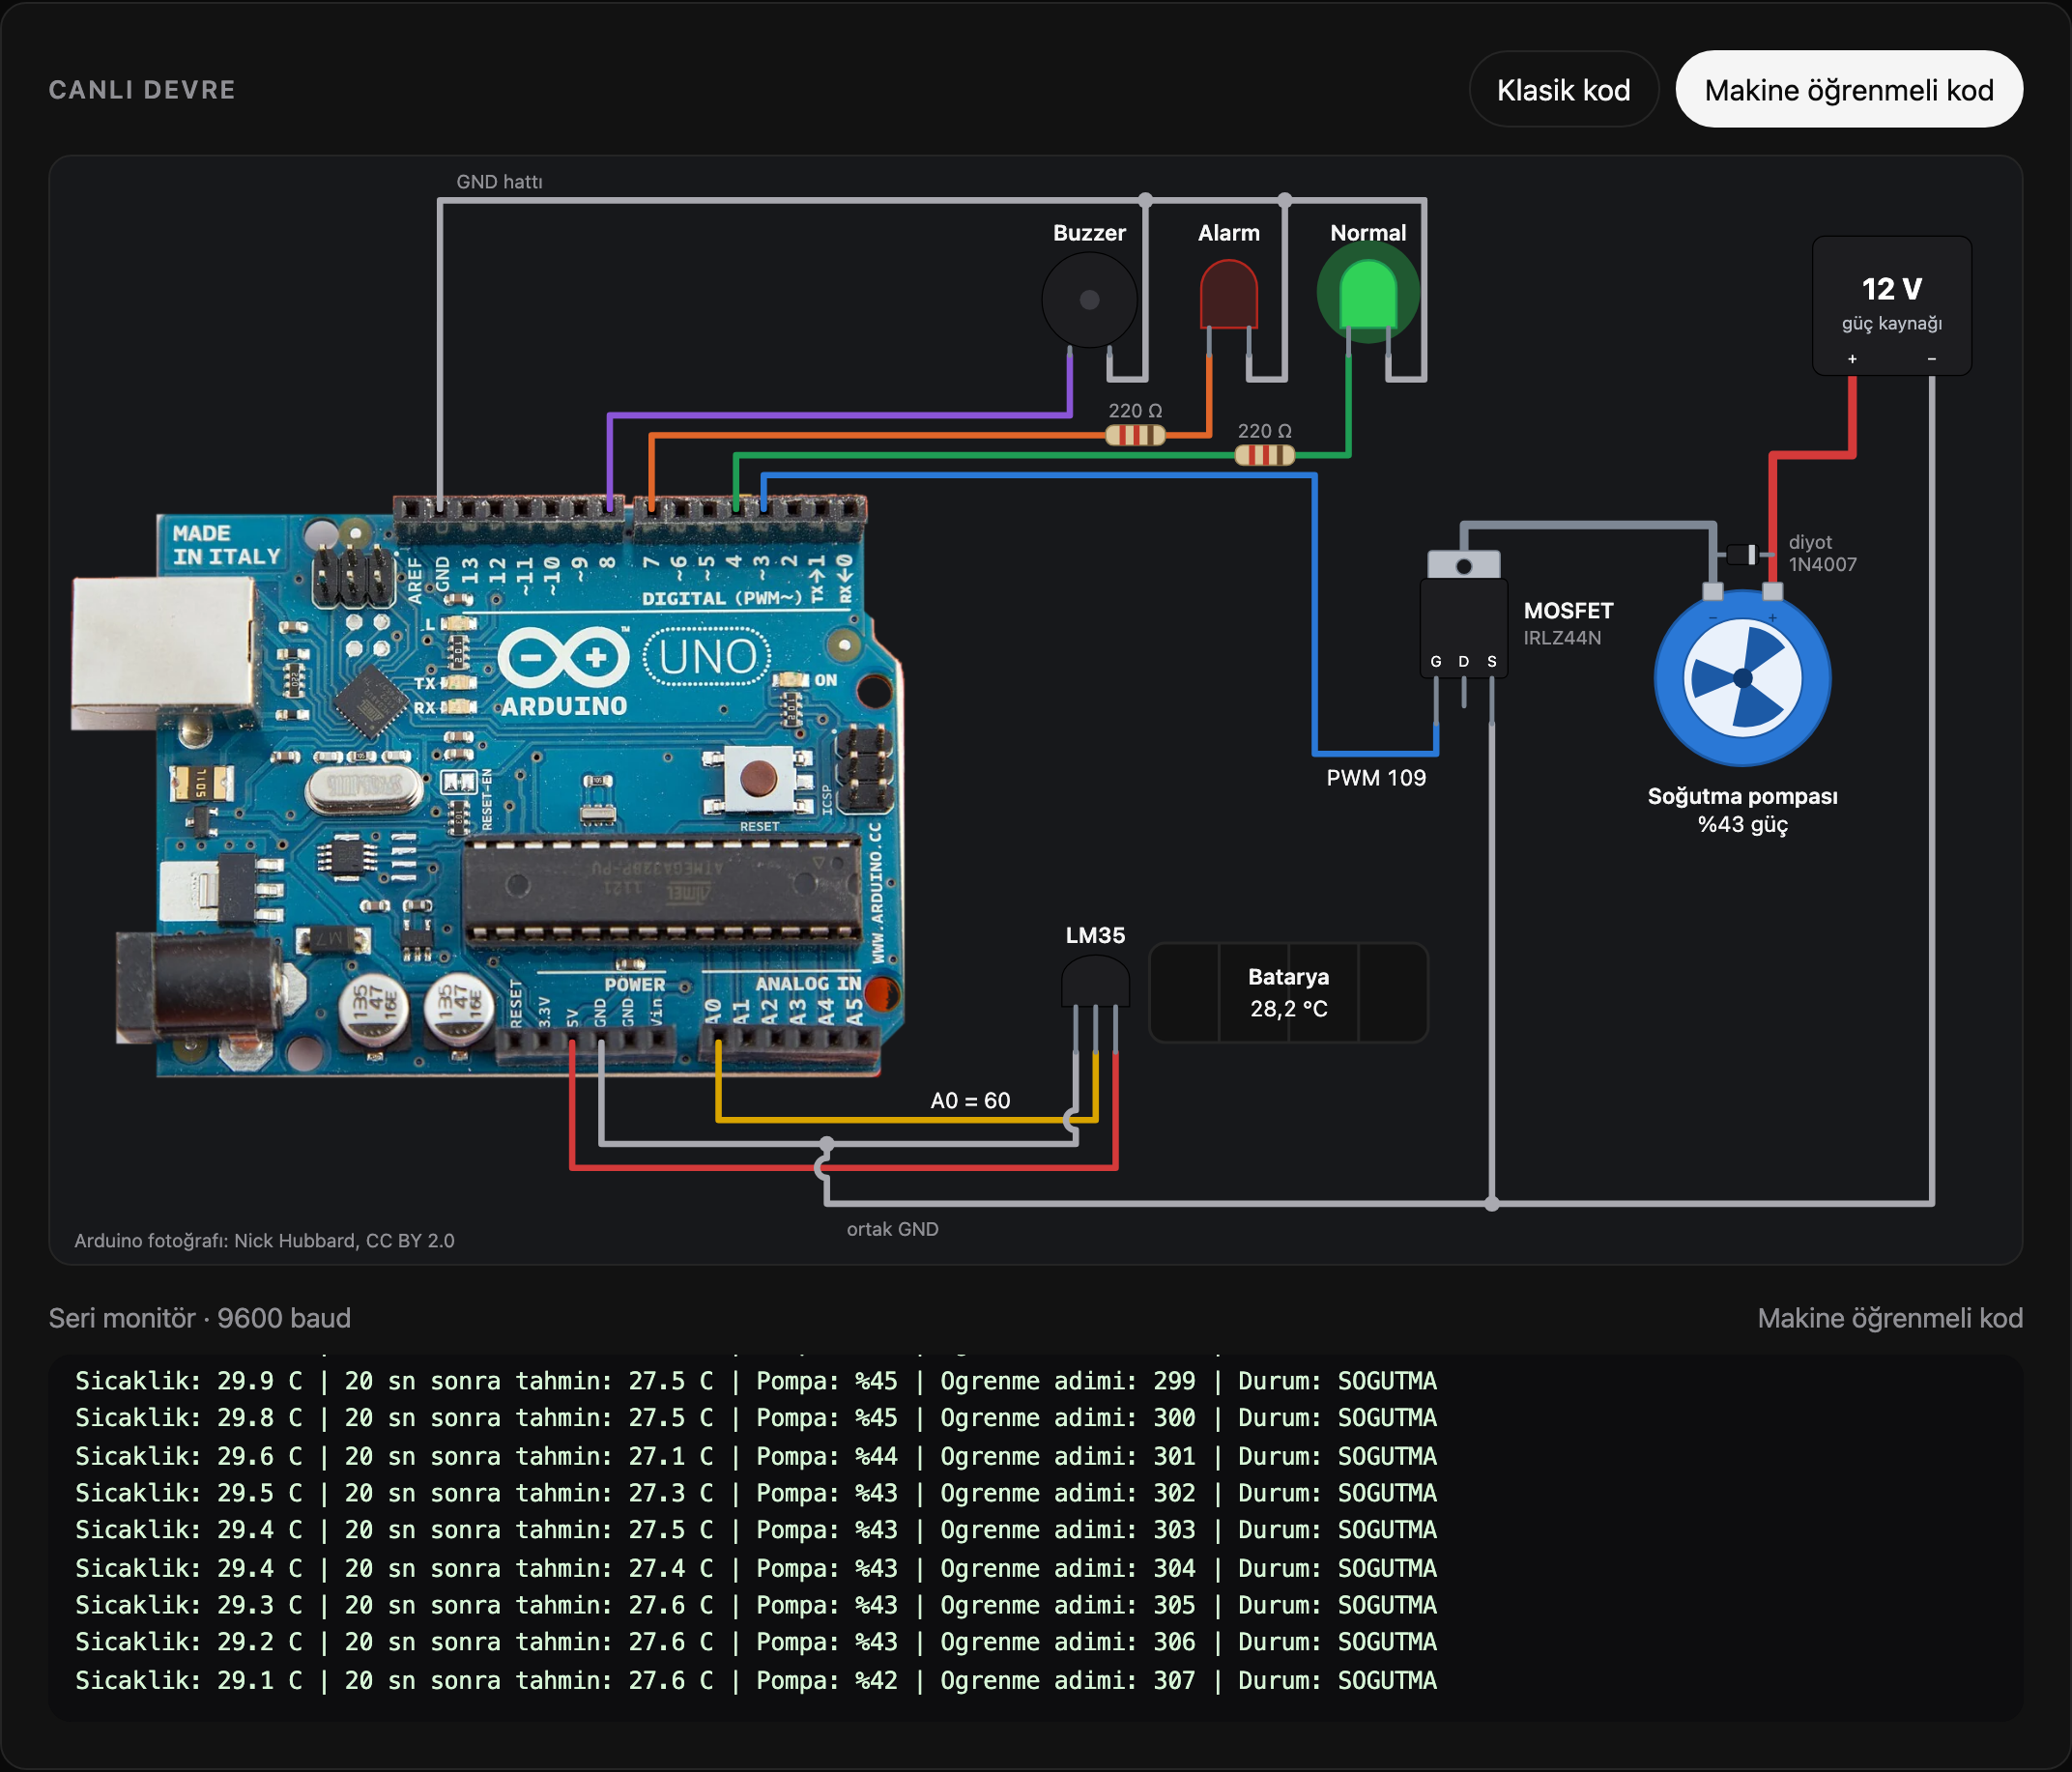 CANLI DEVRE
Klasik kod
Makine öğrenmeli kod
GND hattı
Buzzer
Alarm
Normal
12 V
güç kaynağı
+ −
220 Ω
220 Ω
MADE
IN ITALY
AREF
GND
13
12
~11
~10
~9
8
7
~6
~5
4
~3
2
TX→1
RX←0
DIGITAL (PWM~)
L
TX
RX
ARDUINO
UNO
ON
diyot
1N4007
MOSFET
IRLZ44N
G D S
− +
PWM 109
Soğutma pompası
%43 güç
RESET-EN
ICSP
RESET
WWW.ARDUINO.CC
POWER
ANALOG IN
RESET
3.3V
5V
GND
GND
Vin
A0
A1
A2
A3
A4
A5
LM35
Batarya
28,2 °C
A0 = 60
ortak GND
Arduino fotoğrafı: Nick Hubbard, CC BY 2.0
Seri monitör · 9600 baud
Makine öğrenmeli kod
Sicaklik: 29.9 C | 20 sn sonra tahmin: 27.5 C | Pompa: %45 | Ogrenme adimi: 299 | Durum: SOGUTMA
Sicaklik: 29.8 C | 20 sn sonra tahmin: 27.5 C | Pompa: %45 | Ogrenme adimi: 300 | Durum: SOGUTMA
Sicaklik: 29.6 C | 20 sn sonra tahmin: 27.1 C | Pompa: %44 | Ogrenme adimi: 301 | Durum: SOGUTMA
Sicaklik: 29.5 C | 20 sn sonra tahmin: 27.3 C | Pompa: %43 | Ogrenme adimi: 302 | Durum: SOGUTMA
Sicaklik: 29.4 C | 20 sn sonra tahmin: 27.5 C | Pompa: %43 | Ogrenme adimi: 303 | Durum: SOGUTMA
Sicaklik: 29.4 C | 20 sn sonra tahmin: 27.4 C | Pompa: %43 | Ogrenme adimi: 304 | Durum: SOGUTMA
Sicaklik: 29.3 C | 20 sn sonra tahmin: 27.6 C | Pompa: %43 | Ogrenme adimi: 305 | Durum: SOGUTMA
Sicaklik: 29.2 C | 20 sn sonra tahmin: 27.6 C | Pompa: %43 | Ogrenme adimi: 306 | Durum: SOGUTMA
Sicaklik: 29.1 C | 20 sn sonra tahmin: 27.6 C | Pompa: %42 | Ogrenme adimi: 307 | Durum: SOGUTMA